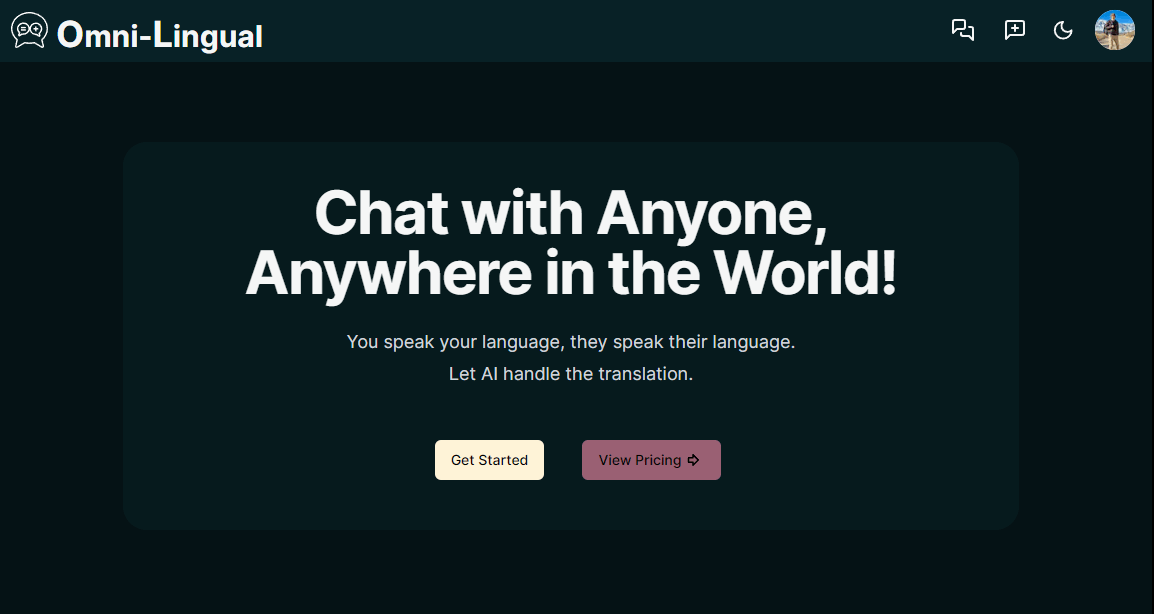 Omni-Lingual
Chat with Anyone,
Anywhere in the World!
You speak your language, they speak their language.
Let AI handle the translation.
Get Started
View Pricing